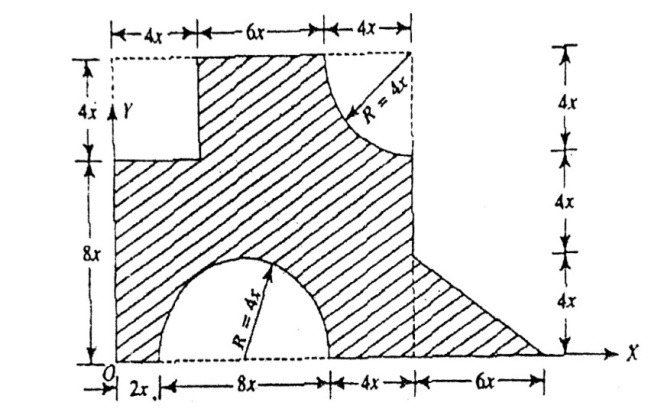 4x 6x 4x
4x
Y
R = 4x
4x
4x
8x
R = 4x
4x
O
X
2x 8x 4x 6x